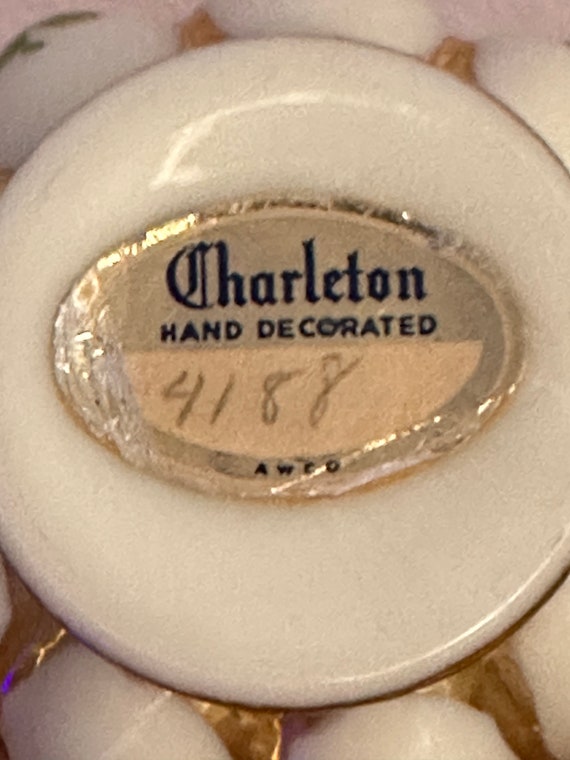 Charleton
HAND DECORATED
4188
AWCO